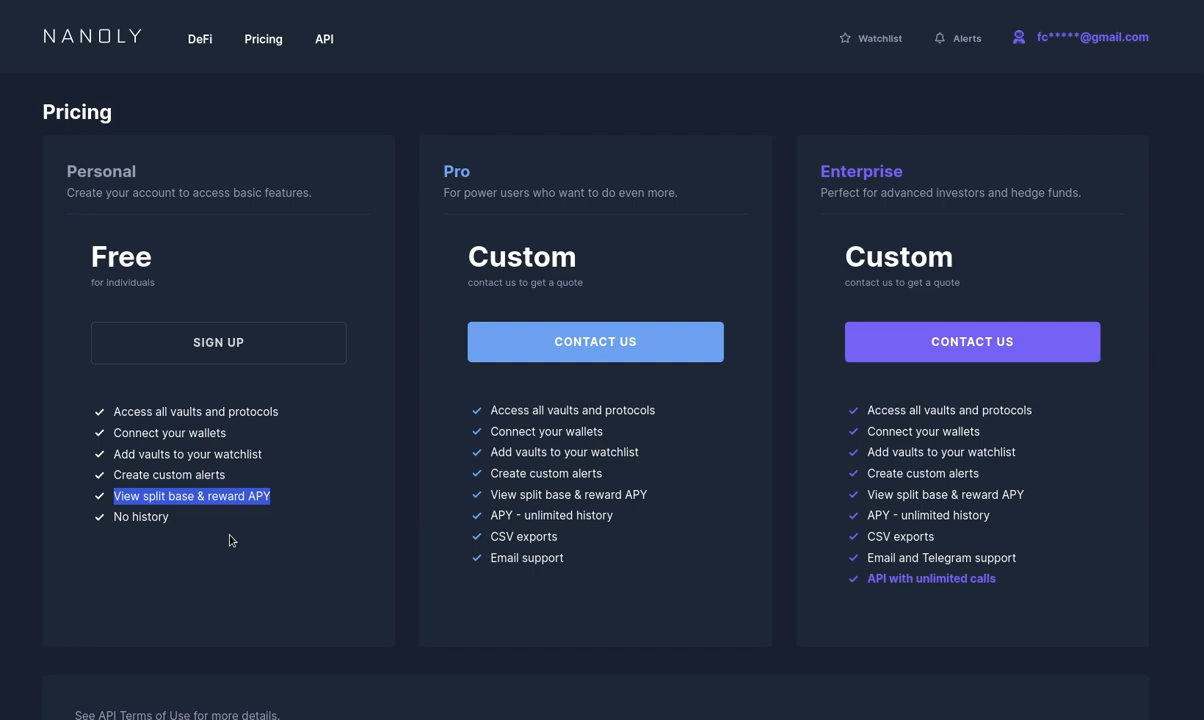 NANOLY
DeFi
Pricing
API
Watchlist
Alerts
fc*****@gmail.com
Pricing
Personal
Create your account to access basic features.
Free
for individuals
SIGN UP
Access all vaults and protocols
Connect your wallets
Add vaults to your watchlist
Create custom alerts
View split base & reward APY
No history
Pro
For power users who want to do even more.
Custom
contact us to get a quote
CONTACT US
Access all vaults and protocols
Connect your wallets
Add vaults to your watchlist
Create custom alerts
View split base & reward APY
APY - unlimited history
CSV exports
Email support
Enterprise
Perfect for advanced investors and hedge funds.
Custom
contact us to get a quote
CONTACT US
Access all vaults and protocols
Connect your wallets
Add vaults to your watchlist
Create custom alerts
View split base & reward APY
APY - unlimited history
CSV exports
Email and Telegram support
API with unlimited calls
See API Terms of Use for more details.